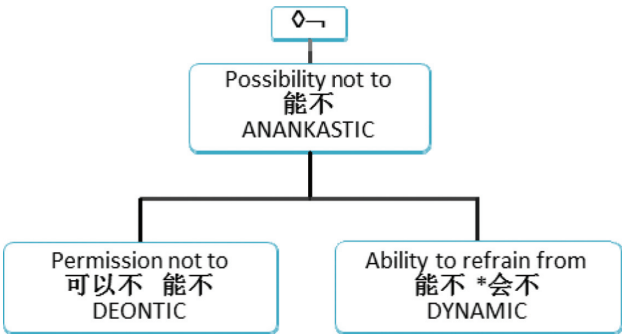 ◊¬
Possibility not to
能不
ANANKASTIC
Permission not to
可以不 能不
DEONTIC
Ability to refrain from
能不 *会不
DYNAMIC